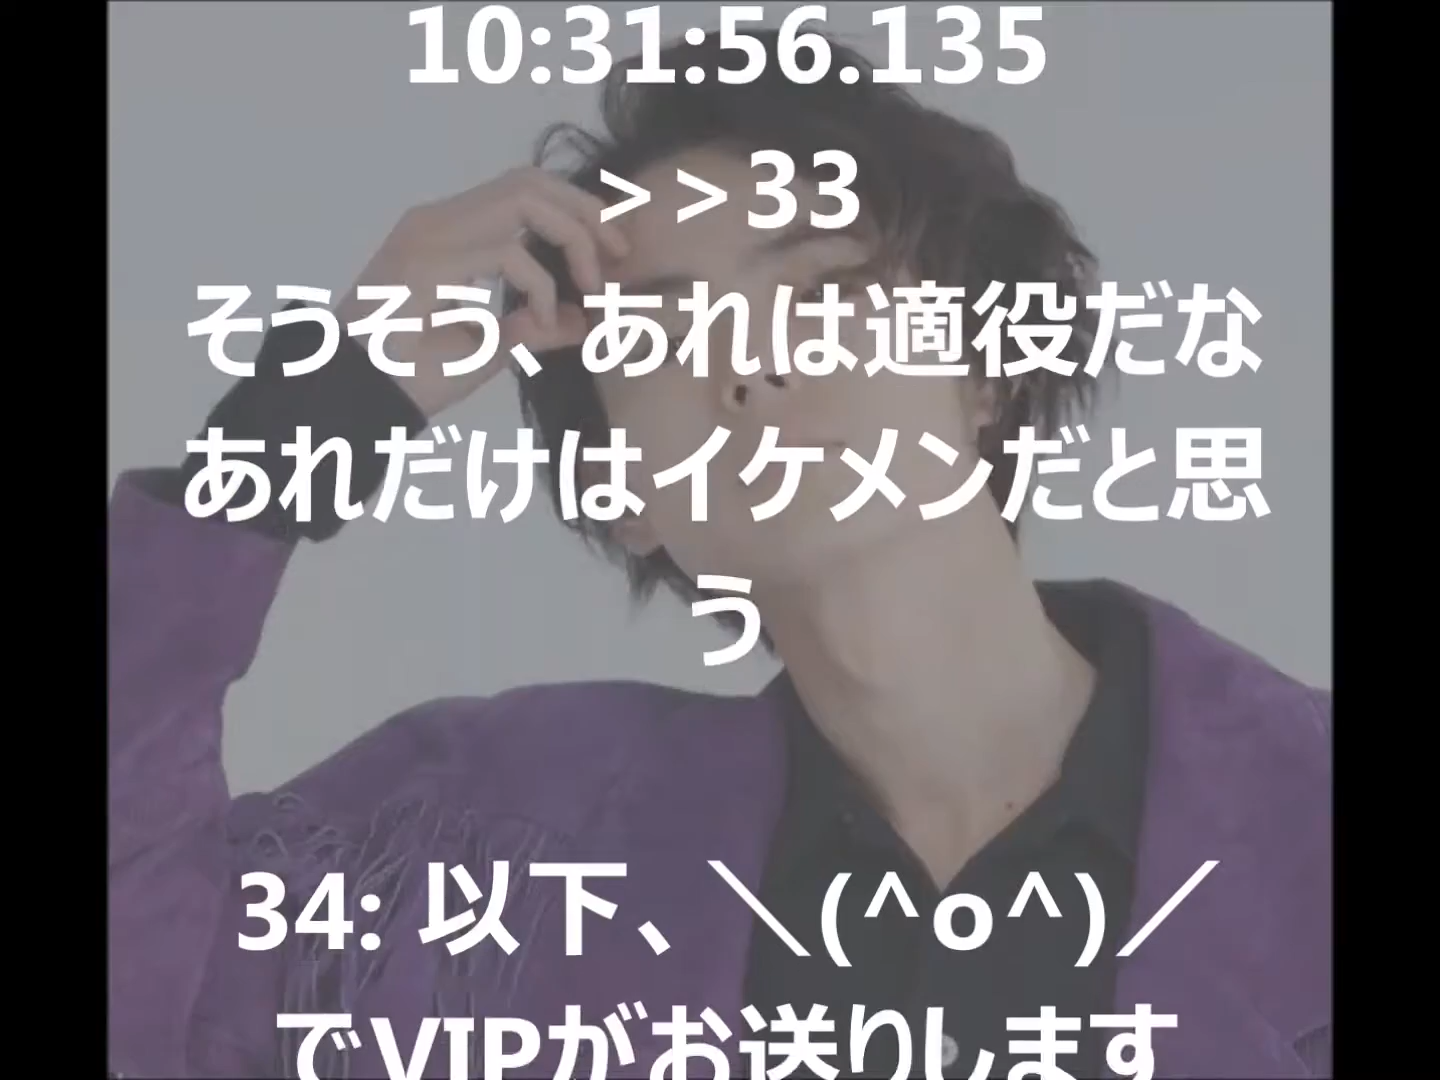 10:31:56.135
>>33
そうそう、あれは適役だな
あれだけはイケメンだと思
う
34: 以下、＼(^o^)／
でVIPがお送りします